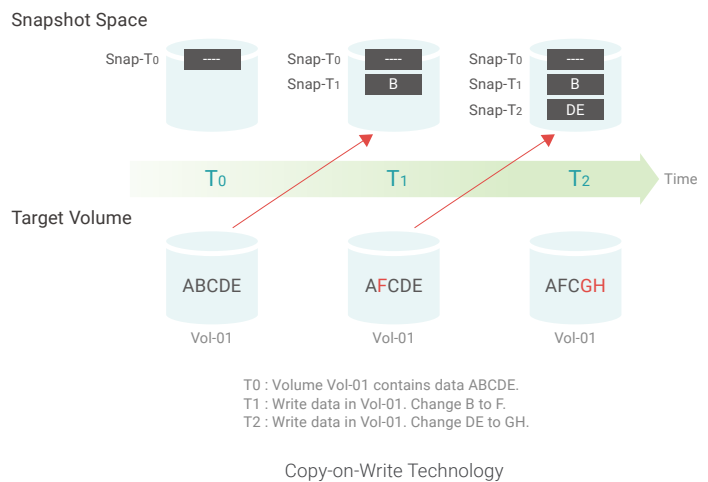 Snapshot Space
Snap-T0 ----
Snap-T1 B
Snap-T0 ----
Snap-T1 B
Snap-T2 DE
Snap-T0 ----
T0 T1 T2 Time
Target Volume
ABCDE AFCDE AFCGH
Vol-01 Vol-01 Vol-01
T0 : Volume Vol-01 contains data ABCDE.
T1 : Write data in Vol-01. Change B to F.
T2 : Write data in Vol-01. Change DE to GH.
Copy-on-Write Technology